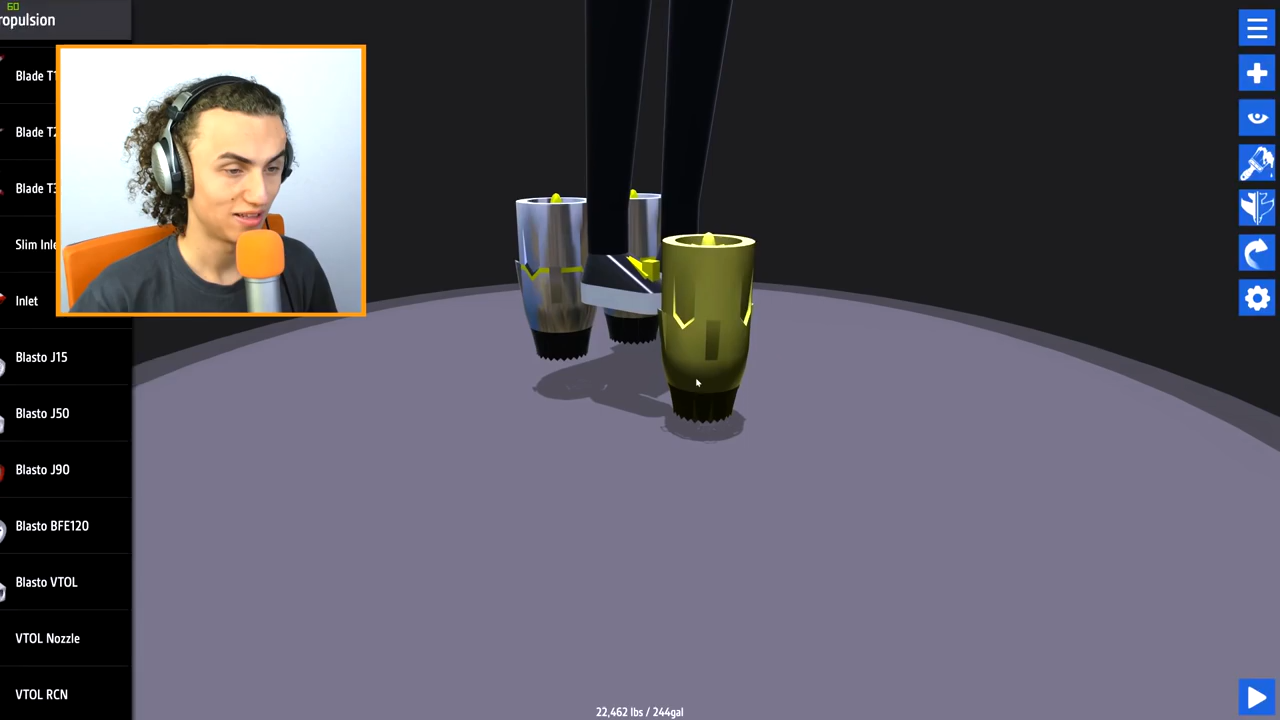 60
ropulsion
Blade T1
Blade T2
Blade T3
Slim Inle
Inlet
Blasto J15
Blasto J50
Blasto J90
Blasto BFE120
Blasto VTOL
VTOL Nozzle
VTOL RCN
22,462 lbs / 244gal